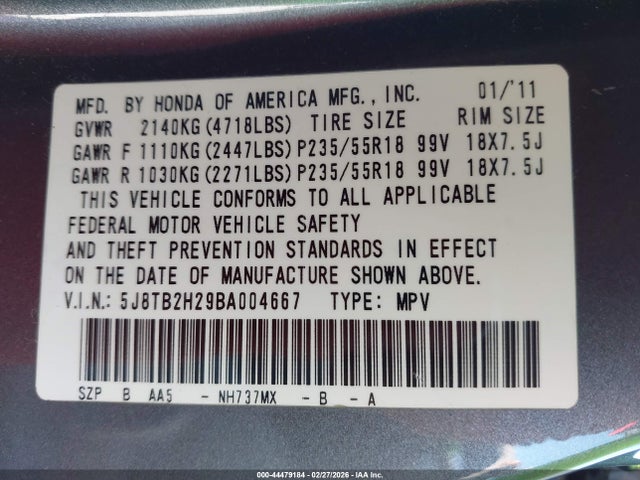 MFD. BY HONDA OF AMERICA MFG., INC. 01/'11
GVWR 2140KG(4718LBS) TIRE SIZE RIM SIZE
GAWR F 1110KG(2447LBS)P235/55R18 99V 18X7.5J
GAWR R 1030KG(2271LBS)P235/55R18 99V 18X7.5J
THIS VEHICLE CONFORMS TO ALL APPLICABLE
FEDERAL MOTOR VEHICLE SAFETY
AND THEFT PREVENTION STANDARDS IN EFFECT
ON THE DATE OF MANUFACTURE SHOWN ABOVE.
V.I.N.: 5J8TB2H29BA004667 TYPE: MPV
SZP B AA5 - NH737MX - B - A
000-44479184 | 02/27/2026 - IAA Inc.